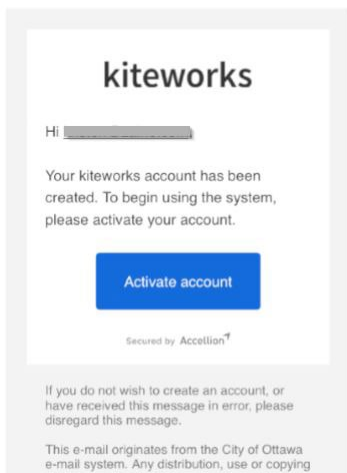 kiteworks
Hi
Your kiteworks account has been
created. To begin using the system,
please activate your account.
Activate account
Secured by Accellion
If you do not wish to create an account, or
have received this message in error, please
disregard this message.
This e-mail originates from the City of Ottawa
e-mail system. Any distribution, use or copying